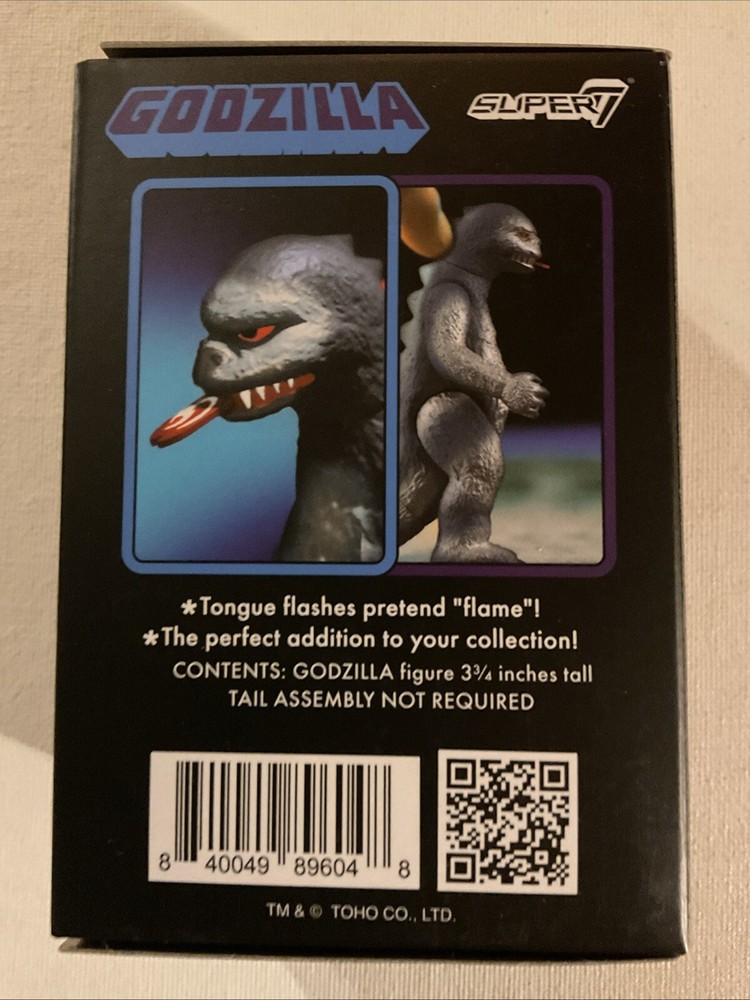 GODZILLA
SUPER7
*Tongue flashes pretend "flame"!
*The perfect addition to your collection!
CONTENTS: GODZILLA figure 3¾ inches tall
TAIL ASSEMBLY NOT REQUIRED
8 40049 89604 8
TM & © TOHO CO., LTD.